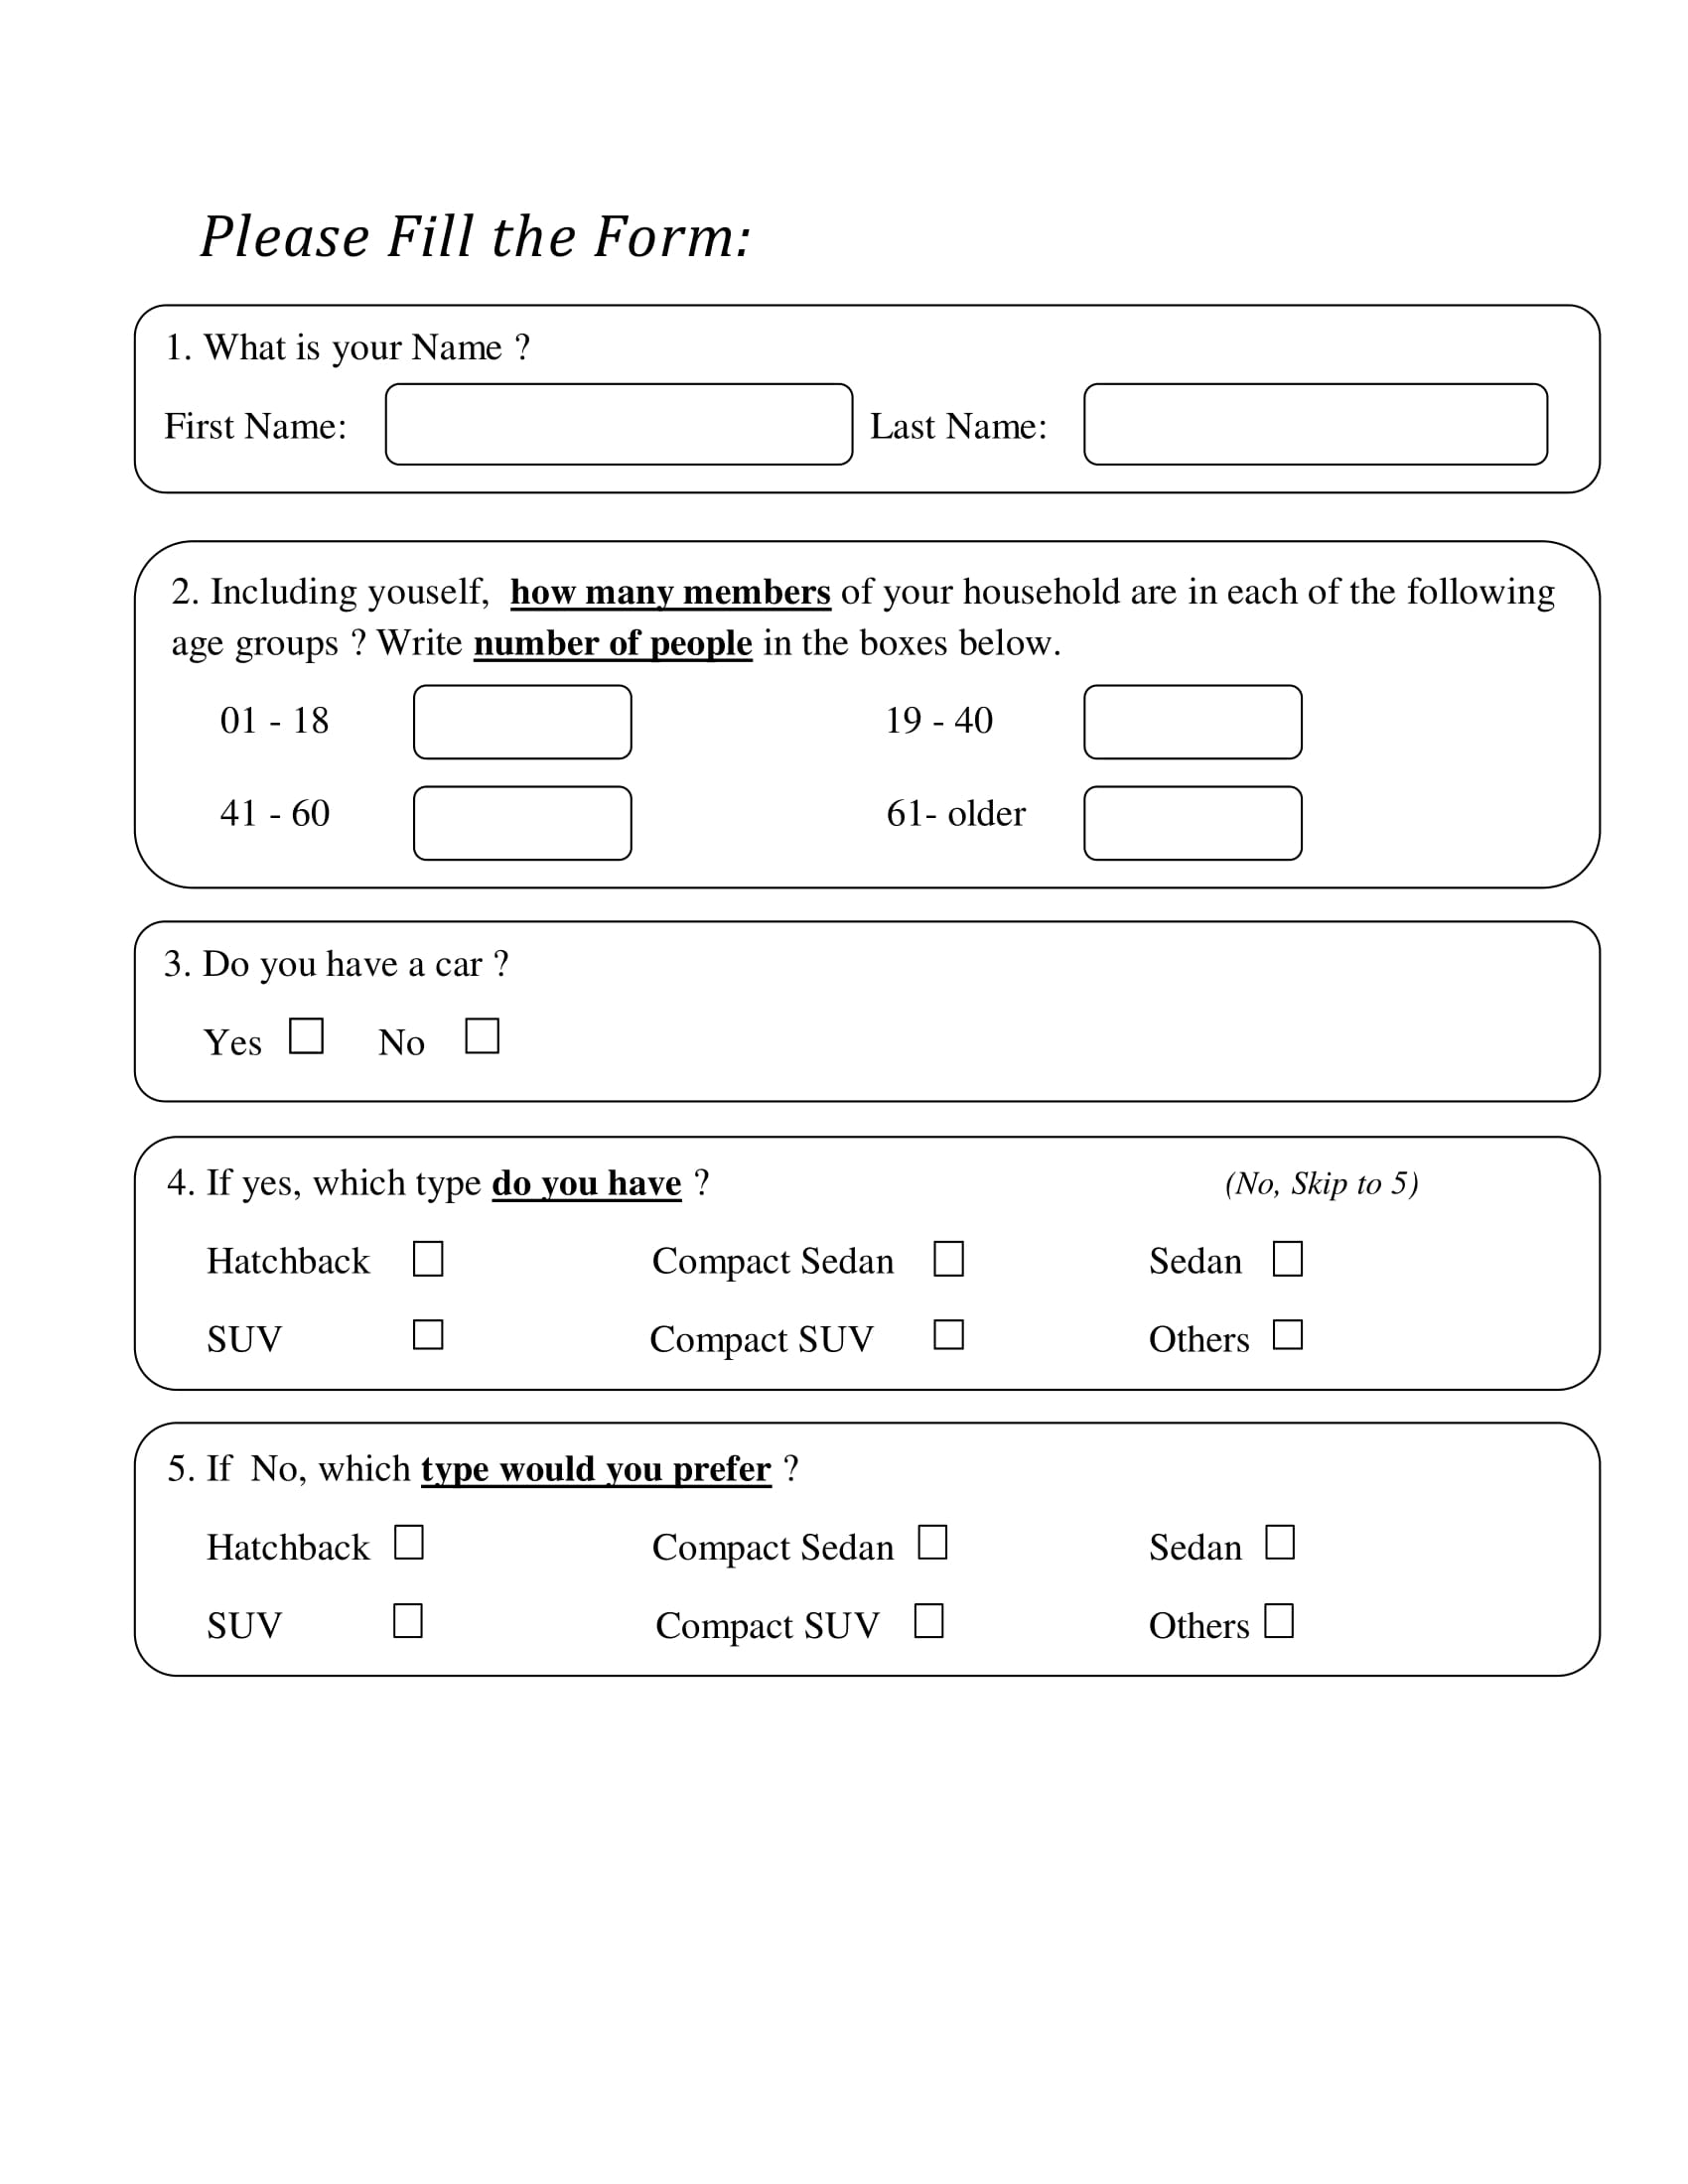 Please Fill the Form:
1. What is your Name ?
First Name: Last Name:
2. Including youself, how many members of your household are in each of the following
age groups ? Write number of people in the boxes below.
01 - 18 19 - 40
41 - 60 61- older
3. Do you have a car ?
Yes No
4. If yes, which type do you have ? (No, Skip to 5)
Hatchback Compact Sedan Sedan
SUV Compact SUV Others
5. If No, which type would you prefer ?
Hatchback Compact Sedan Sedan
SUV Compact SUV Others